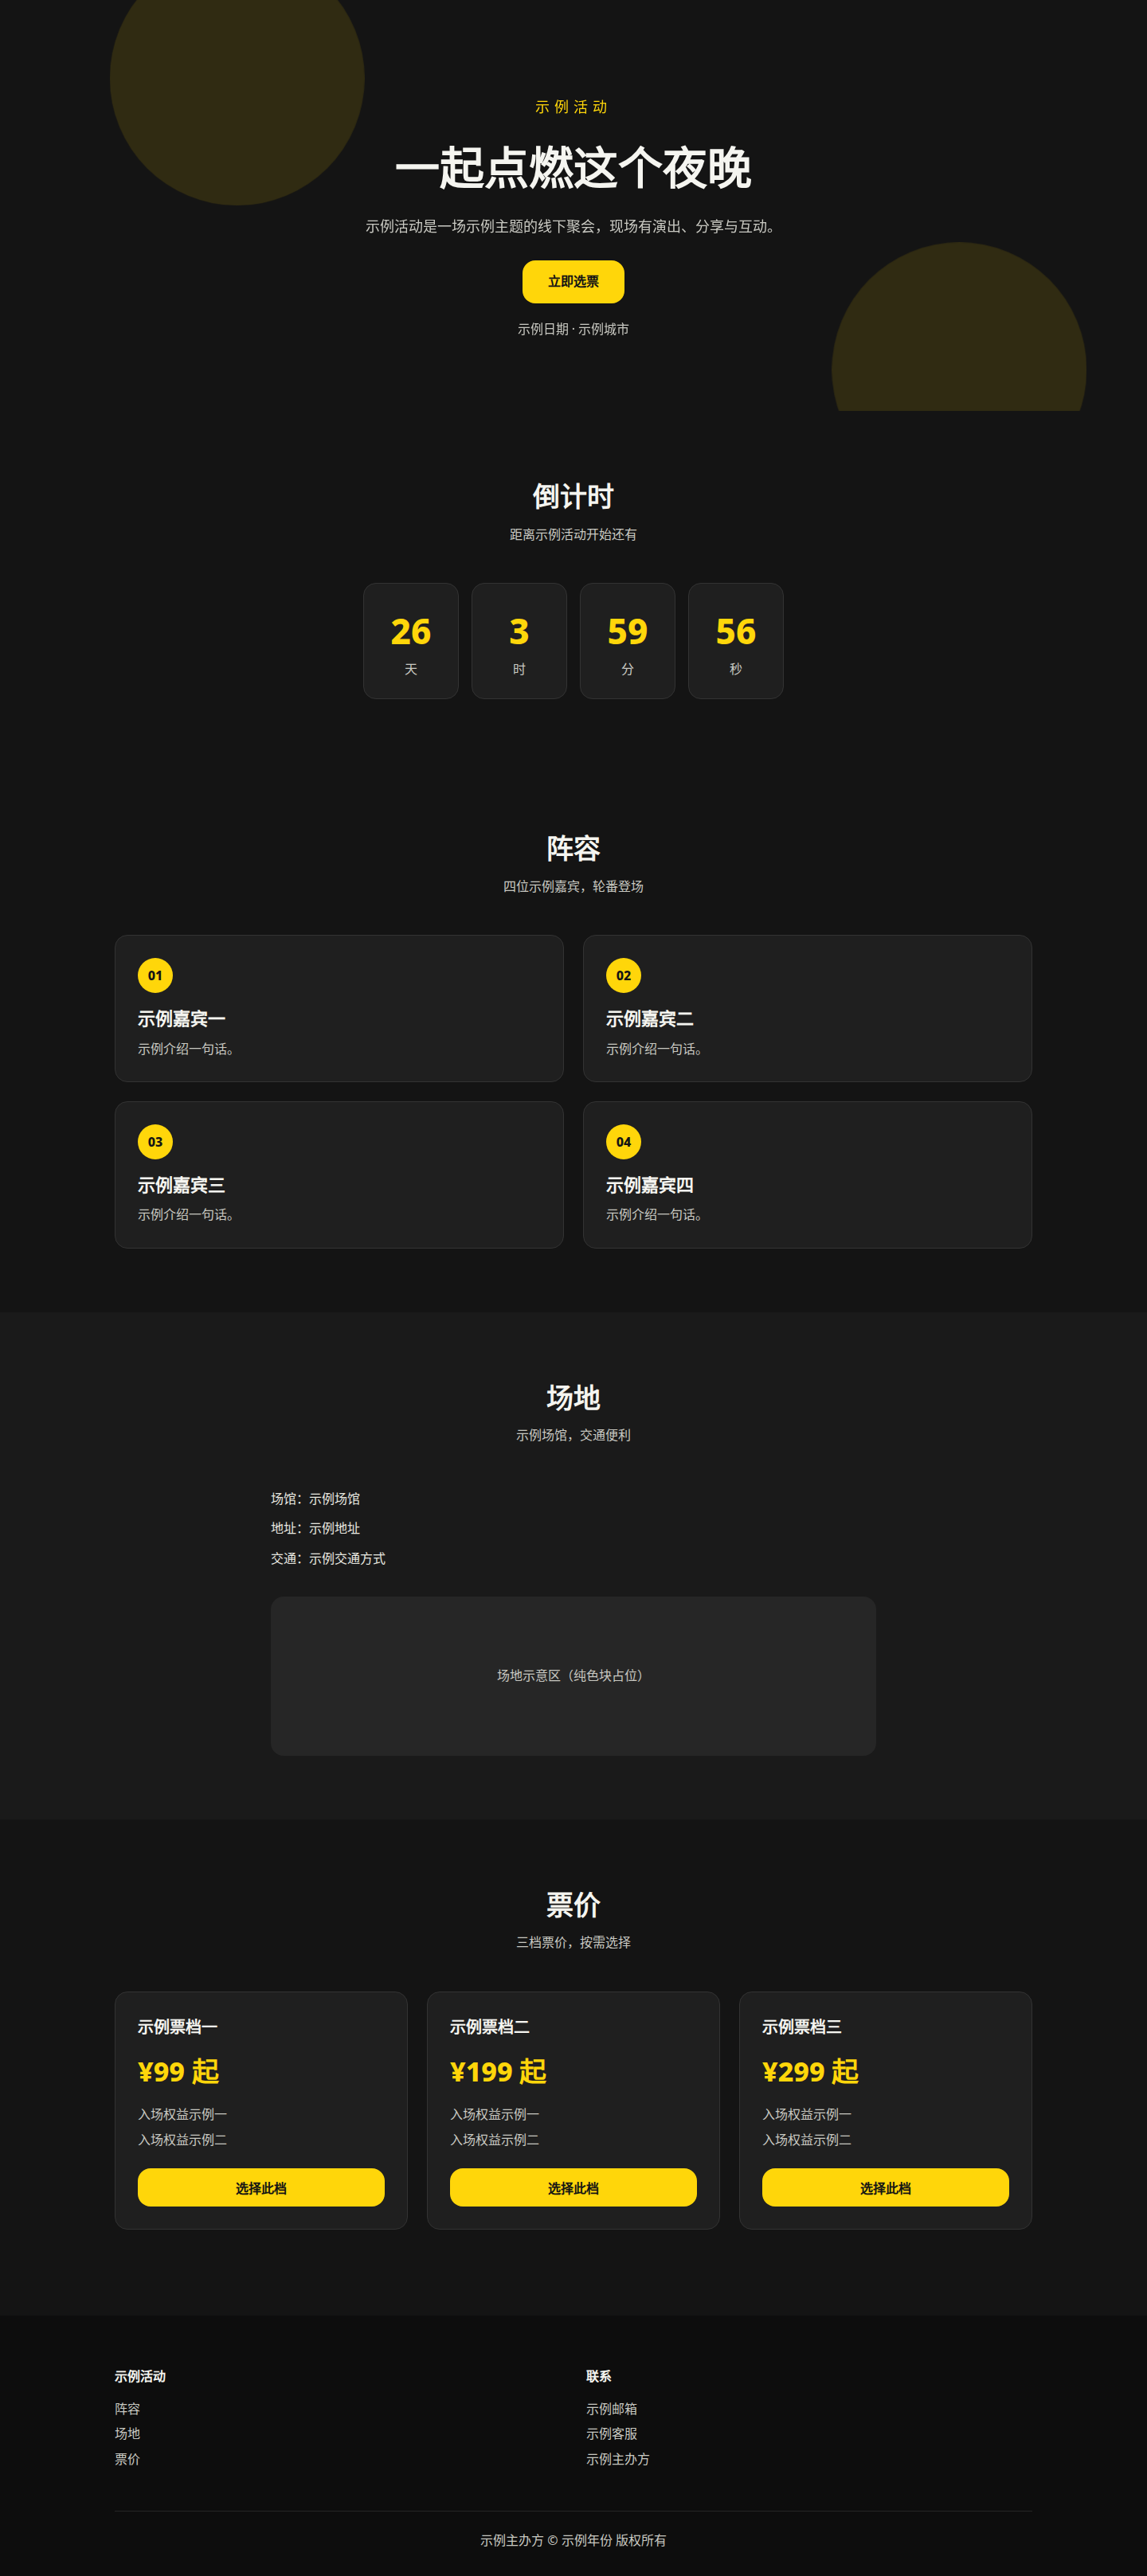 示例活动
一起点燃这个夜晚
示例活动是一场示例主题的线下聚会，现场有演出、分享与互动。
立即选票
示例日期 · 示例城市
倒计时
距离示例活动开始还有
26
天
3
时
59
分
56
秒
阵容
四位示例嘉宾，轮番登场
01
示例嘉宾一
示例介绍一句话。
02
示例嘉宾二
示例介绍一句话。
03
示例嘉宾三
示例介绍一句话。
04
示例嘉宾四
示例介绍一句话。
场地
示例场馆，交通便利
场馆：示例场馆
地址：示例地址
交通：示例交通方式
场地示意区（纯色块占位）
票价
三档票价，按需选择
示例票档一
¥99 起
入场权益示例一
入场权益示例二
选择此档
示例票档二
¥199 起
入场权益示例一
入场权益示例二
选择此档
示例票档三
¥299 起
入场权益示例一
入场权益示例二
选择此档
示例活动
阵容
场地
票价
联系
示例邮箱
示例客服
示例主办方
示例主办方 © 示例年份 版权所有